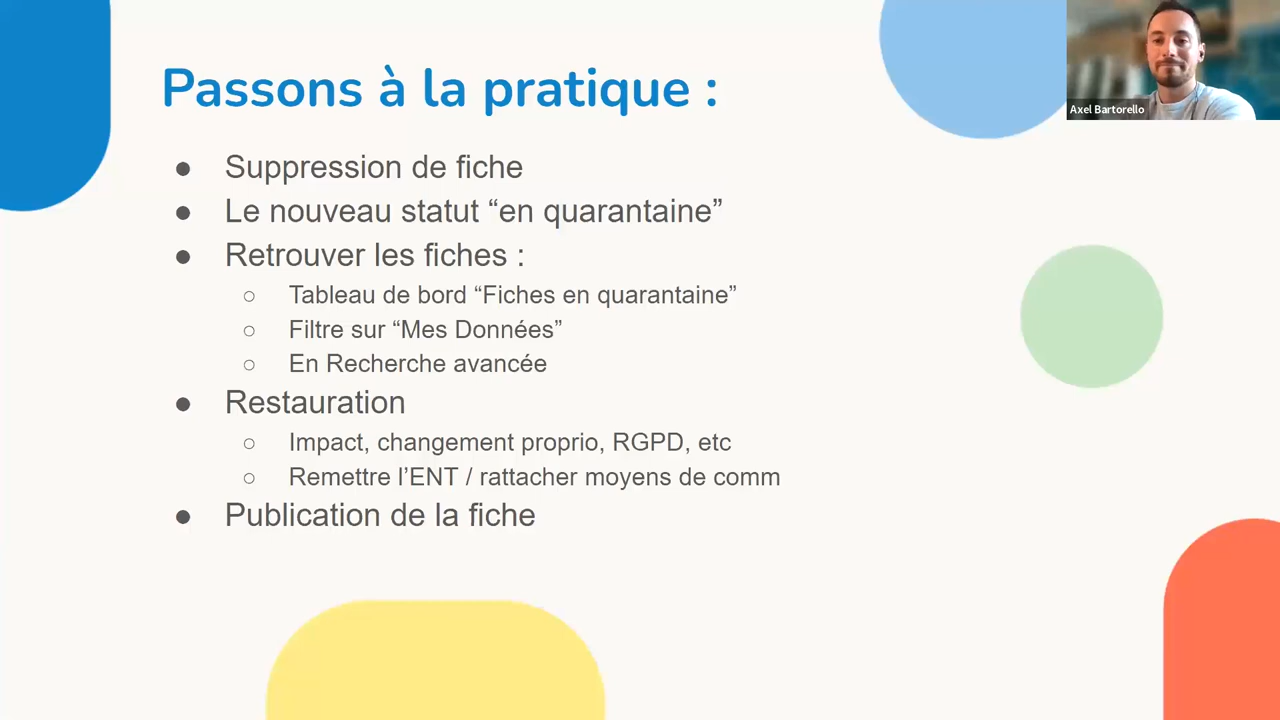 Passons à la pratique :
Axel Bartorello
● Suppression de fiche
● Le nouveau statut “en quarantaine”
● Retrouver les fiches :
○ Tableau de bord “Fiches en quarantaine”
○ Filtre sur “Mes Données”
○ En Recherche avancée
● Restauration
○ Impact, changement proprio, RGPD, etc
○ Remettre l’ENT / rattacher moyens de comm
● Publication de la fiche